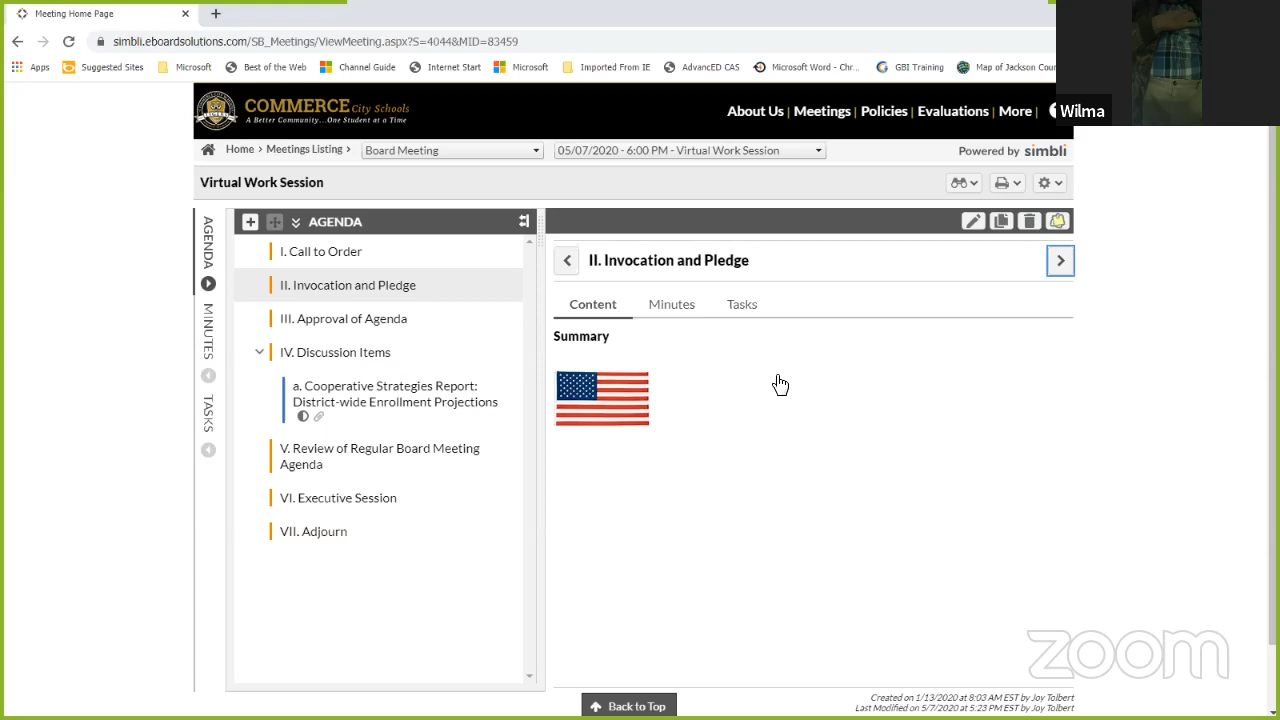 Meeting Home Page
simbli.eboardsolutions.com/SB_Meetings/ViewMeeting.aspx?S=4044&MID=83459
Apps Suggested Sites Microsoft Best of the Web Channel Guide Internet Start Microsoft Imported From IE AdvancED CAS Microsoft Word - Chr... GBI Training Map of Jackson Coun
Wilma
COMMERCE City Schools
A Better Community...One Student at a Time
About Us | Meetings | Policies | Evaluations | More |
Home > Meetings Listing > Board Meeting 05/07/2020 - 6:00 PM - Virtual Work Session Powered by simbli
Virtual Work Session
AGENDA
MINUTES
TASKS
AGENDA
I. Call to Order
II. Invocation and Pledge
III. Approval of Agenda
IV. Discussion Items
a. Cooperative Strategies Report:
District-wide Enrollment Projections
V. Review of Regular Board Meeting
Agenda
VI. Executive Session
VII. Adjourn
II. Invocation and Pledge
Content Minutes Tasks
Summary
zoom
Created on 1/13/2020 at 8:03 AM EST by Joy Tolbert
Last Modified on 5/7/2020 at 5:23 PM EST by Joy Tolbert
Back to Top